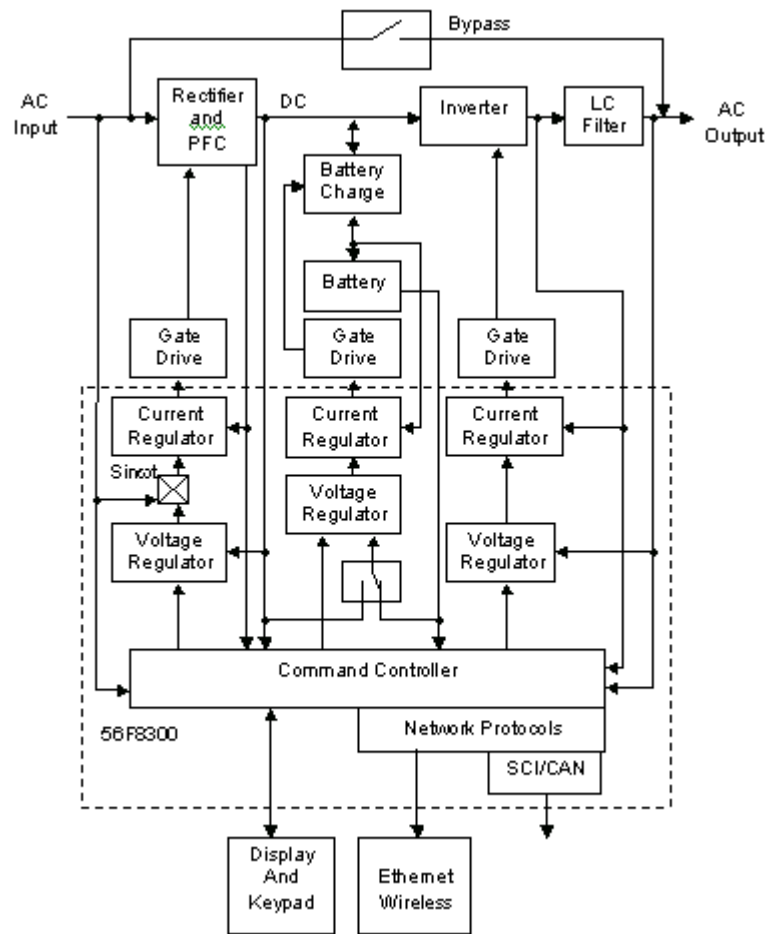 Bypass
AC
Input
Rectifier
and
PFC
DC
Inverter
LC
Filter
AC
Output
Battery
Charge
Battery
Gate
Drive
Gate
Drive
Gate
Drive
Current
Regulator
Current
Regulator
Current
Regulator
Sinωt
Voltage
Regulator
Voltage
Regulator
Voltage
Regulator
Command Controller
56F8300
Network Protocols
SCI/CAN
Display
And
Keypad
Ethernet
Wireless